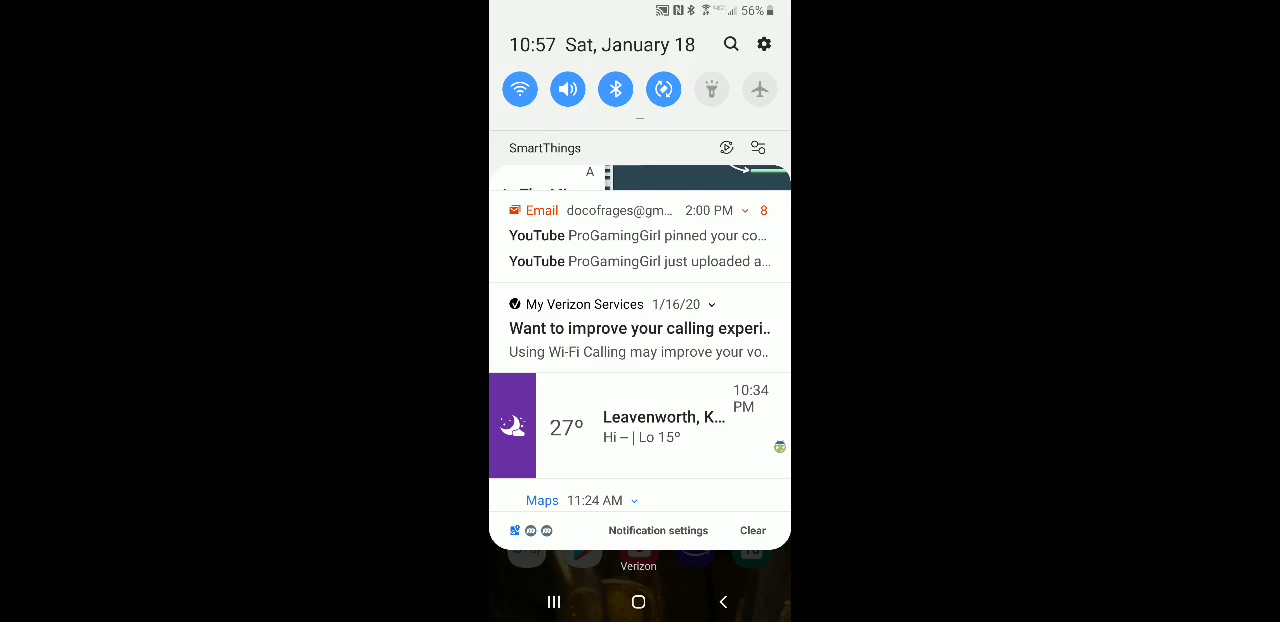 56%
10:57 Sat, January 18
SmartThings
A
Email docofrages@gm... 2:00 PM 8
YouTube ProGamingGirl pinned your co...
YouTube ProGamingGirl just uploaded a...
My Verizon Services 1/16/20
Want to improve your calling experi..
Using Wi-Fi Calling may improve your vo..
10:34
PM
27° Leavenworth, K...
Hi – | Lo 15°
Maps 11:24 AM
Notification settings Clear
Verizon